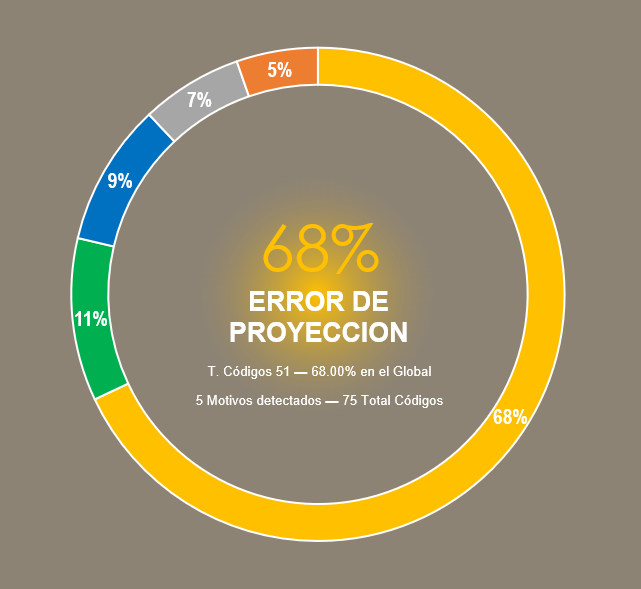 5%
7%
9%
68%
ERROR DE
PROYECCION
11%
T. Códigos 51 — 68.00% en el Global
5 Motivos detectados — 75 Total Códigos
68%